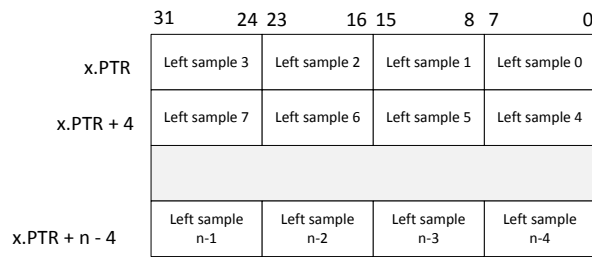 31 24 23 16 15 8 7 0
x.PTR Left sample 3 Left sample 2 Left sample 1 Left sample 0
x.PTR + 4 Left sample 7 Left sample 6 Left sample 5 Left sample 4
x.PTR + n - 4 Left sample Left sample Left sample Left sample
n-1 n-2 n-3 n-4